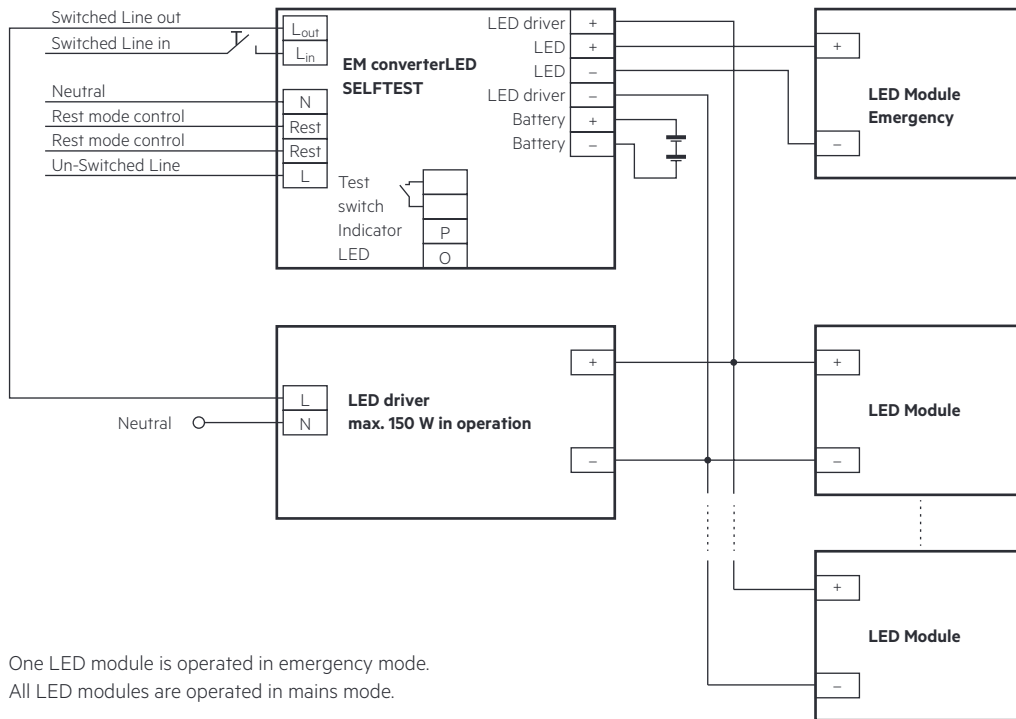 Switched Line out
Switched Line in
Neutral
Rest mode control
Rest mode control
Un-Switched Line
Lout
Lin
N
Rest
Rest
L
EM converterLED
SELFTEST
Test
switch
Indicator
LED
P
O
LED driver +
LED +
LED –
LED driver –
Battery +
Battery –
+
–
LED Module
Emergency
Neutral
L
N
LED driver
max. 150 W in operation
+
–
+
–
LED Module
+
–
LED Module
One LED module is operated in emergency mode.
All LED modules are operated in mains mode.